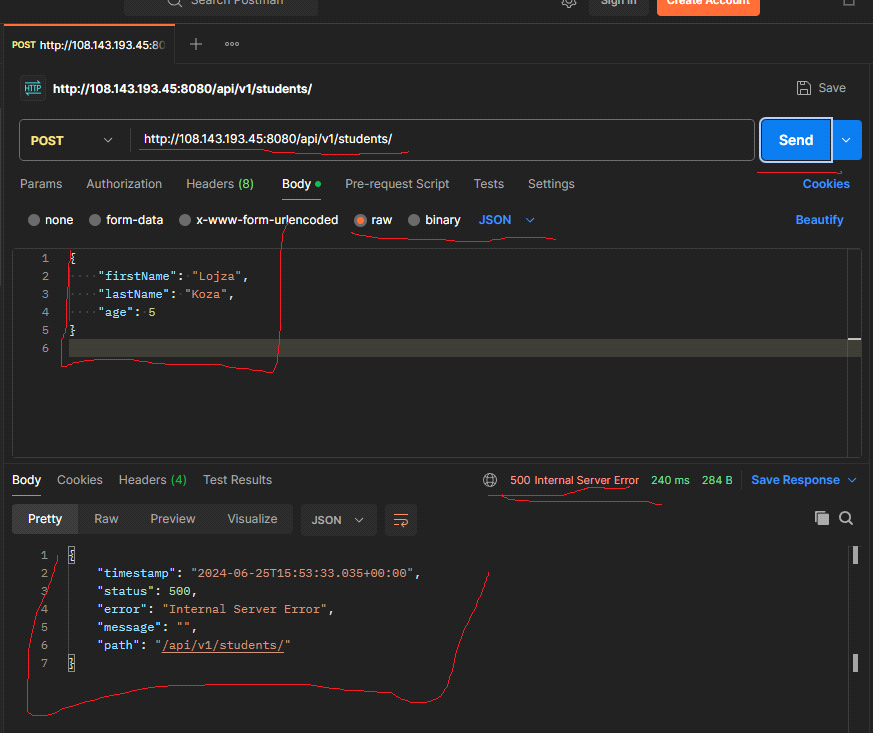 Search Postman
Sign In
Create Account
POST http://108.143.193.45:80
HTTP http://108.143.193.45:8080/api/v1/students/
Save
POST
http://108.143.193.45:8080/api/v1/students/
Send
Params Authorization Headers (8) Body Pre-request Script Tests Settings Cookies
none form-data x-www-form-urlencoded raw binary JSON Beautify
1 {
2 "firstName": "Lojza",
3 "lastName": "Koza",
4 "age": 5
5 }
6
Body Cookies Headers (4) Test Results 500 Internal Server Error 240 ms 284 B Save Response
Pretty Raw Preview Visualize JSON
1 {
2 "timestamp": "2024-06-25T15:53:33.035+00:00",
3 "status": 500,
4 "error": "Internal Server Error",
5 "message": "",
6 "path": "/api/v1/students/"
7 }